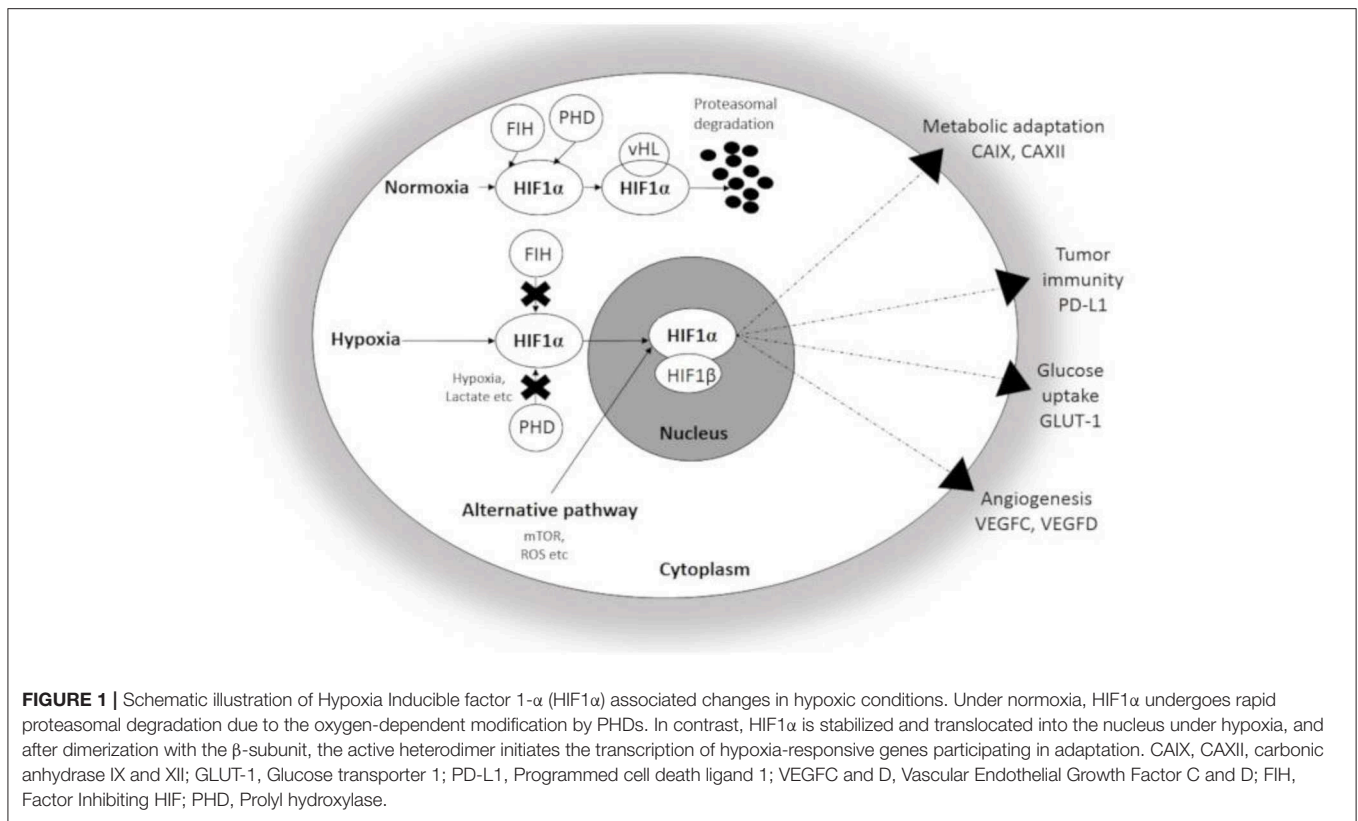 FIH
PHD
Proteasomal
degradation
vHL
Normoxia
HIF1α
HIF1α
Metabolic adaptation
CAIX, CAXII
FIH
Tumor
immunity
PD-L1
Hypoxia
HIF1α
HIF1α
HIF1β
Hypoxia,
Lactate etc
PHD
Nucleus
Glucose
uptake
GLUT-1
Alternative pathway
mTOR,
ROS etc
Angiogenesis
VEGFC, VEGFD
Cytoplasm
FIGURE 1 | Schematic illustration of Hypoxia Inducible factor 1-α (HIF1α) associated changes in hypoxic conditions. Under normoxia, HIF1α undergoes rapid
proteasomal degradation due to the oxygen-dependent modification by PHDs. In contrast, HIF1α is stabilized and translocated into the nucleus under hypoxia, and
after dimerization with the β-subunit, the active heterodimer initiates the transcription of hypoxia-responsive genes participating in adaptation. CAIX, CAXII, carbonic
anhydrase IX and XII; GLUT-1, Glucose transporter 1; PD-L1, Programmed cell death ligand 1; VEGFC and D, Vascular Endothelial Growth Factor C and D; FIH,
Factor Inhibiting HIF; PHD, Prolyl hydroxylase.